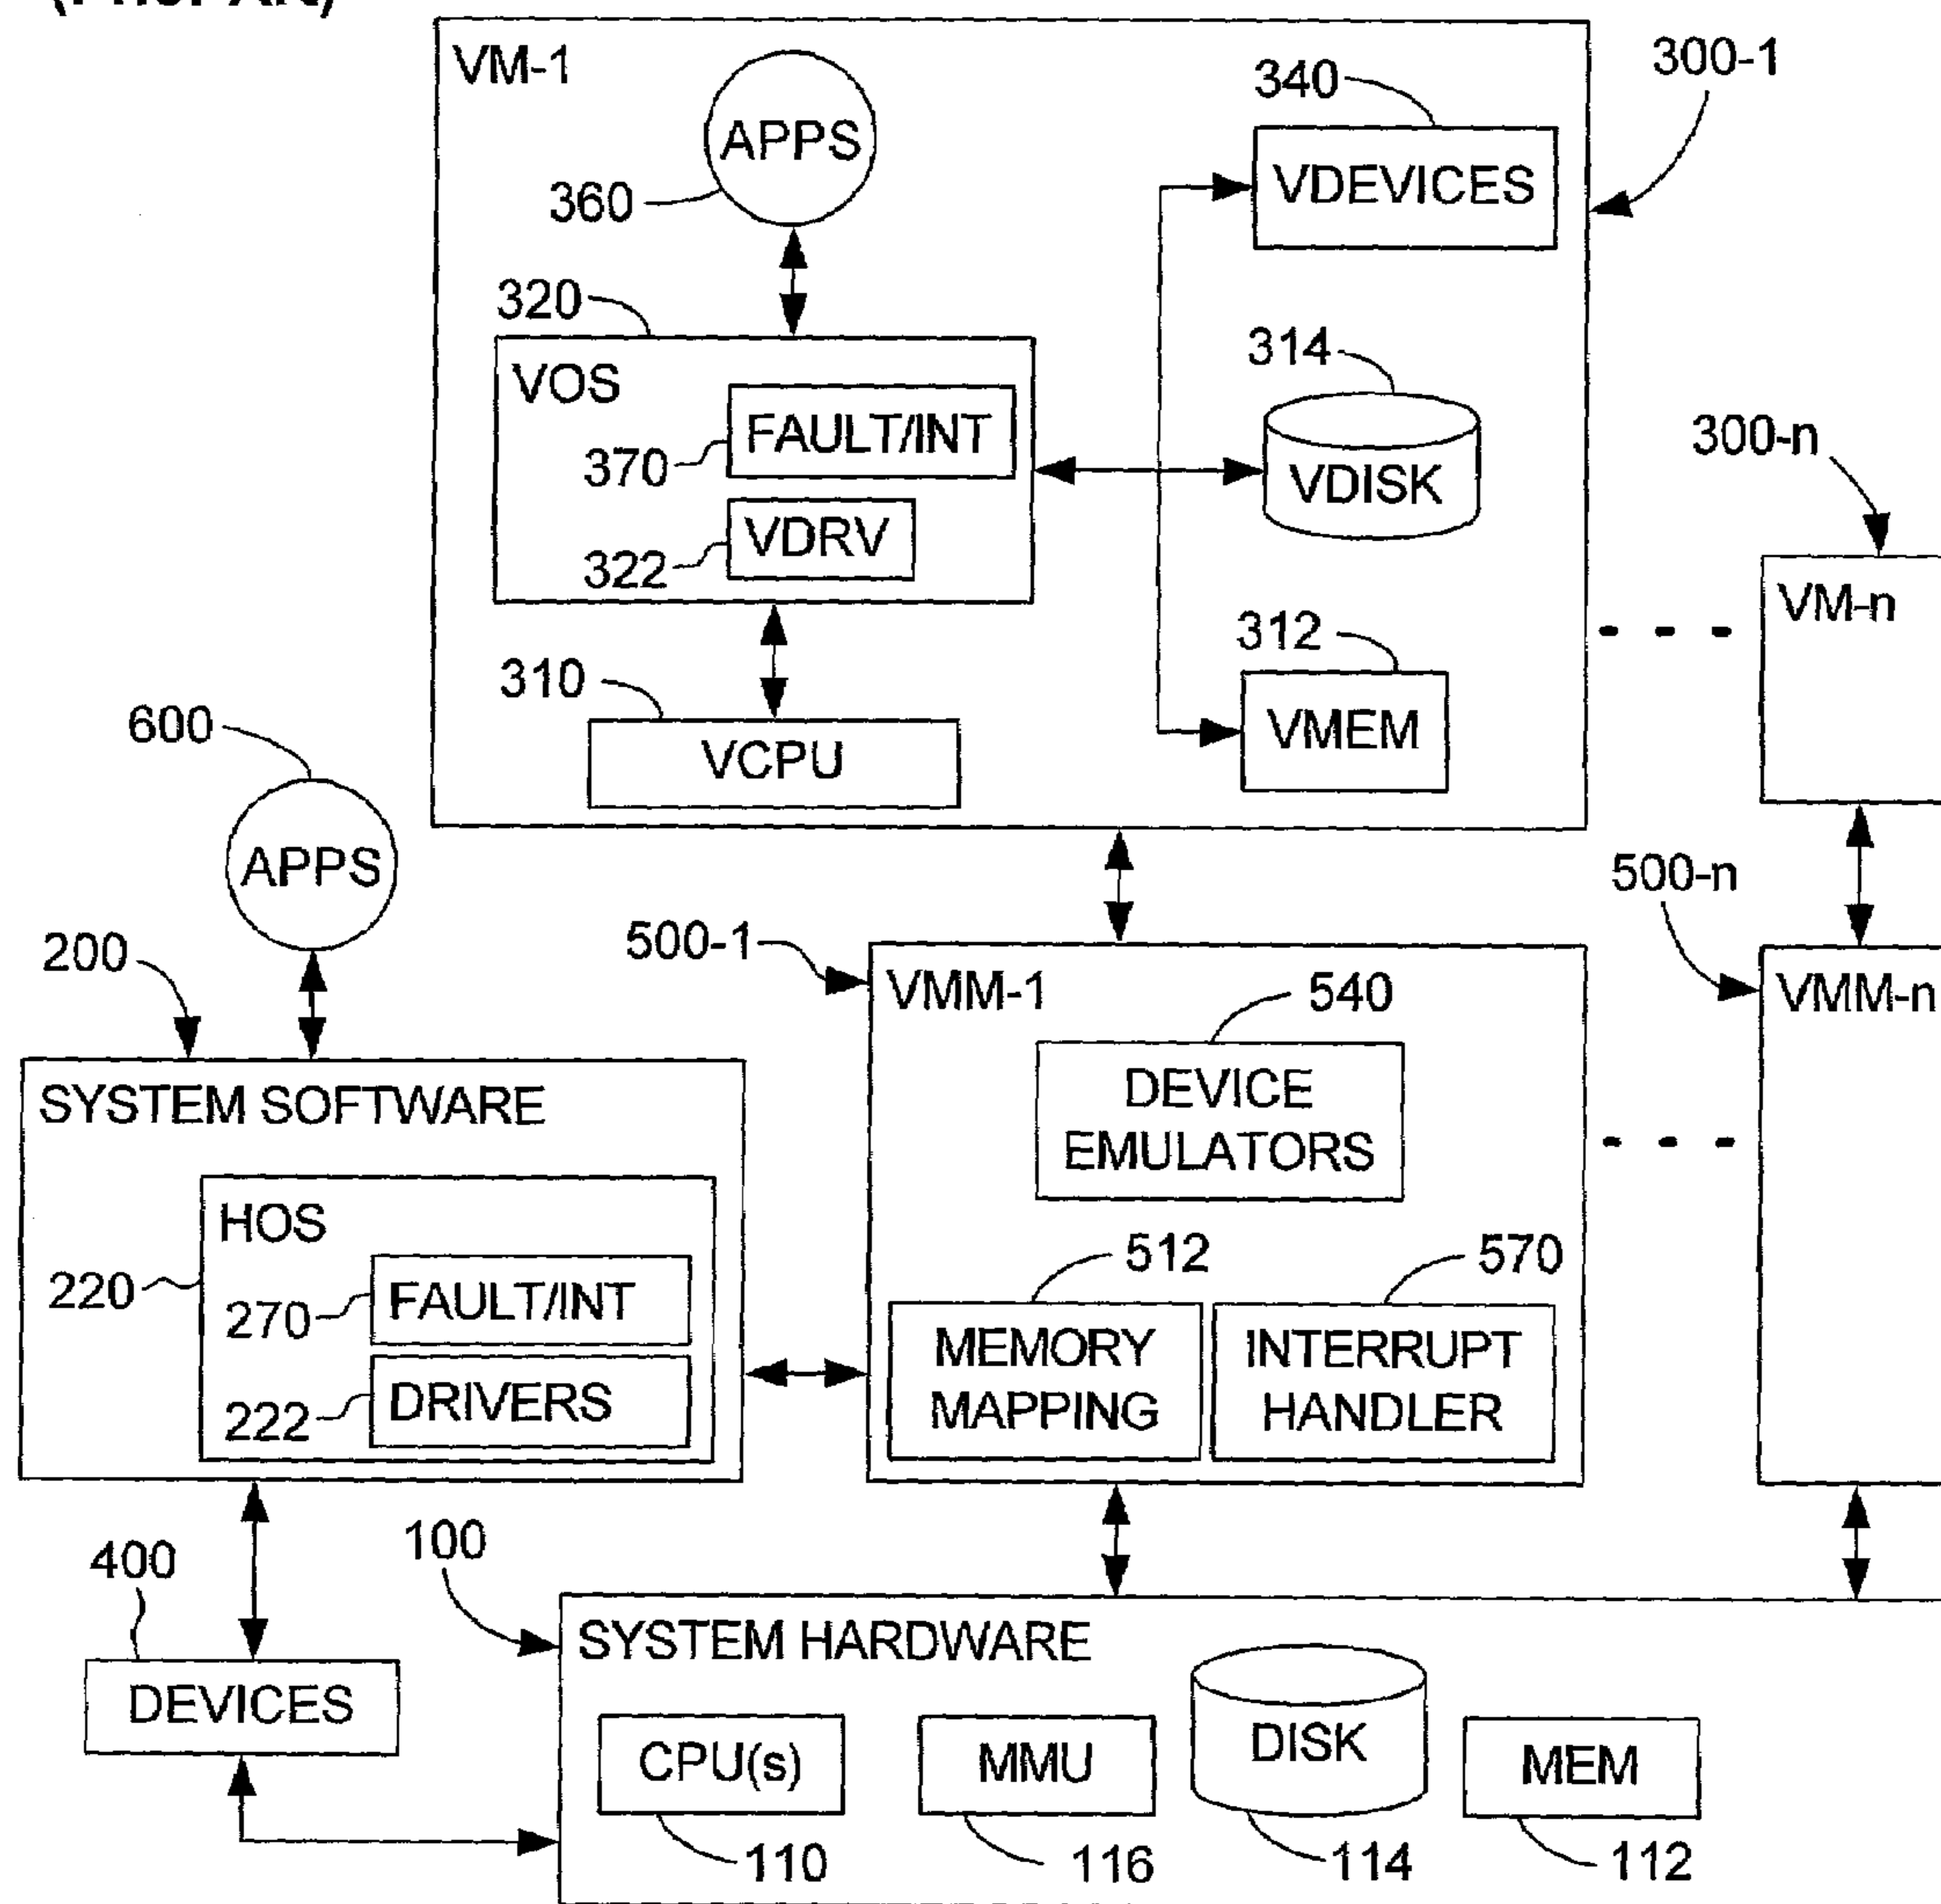 VM-1
300-1
340
APPS
VDEVICES
360
320
314
VOS
FAULT/INT
370
VDISK
300-n
VDRV
322
VM-n
312
310
VMEM
VCPU
600
APPS
500-n
200
500-1
VMM-1
540
VMM-n
DEVICE
EMULATORS
SYSTEM SOFTWARE
HOS
512
570
220
270
FAULT/INT
MEMORY
MAPPING
INTERRUPT
HANDLER
222
DRIVERS
100
400
SYSTEM HARDWARE
DEVICES
CPU(s)
MMU
DISK
MEM
110
116
114
112